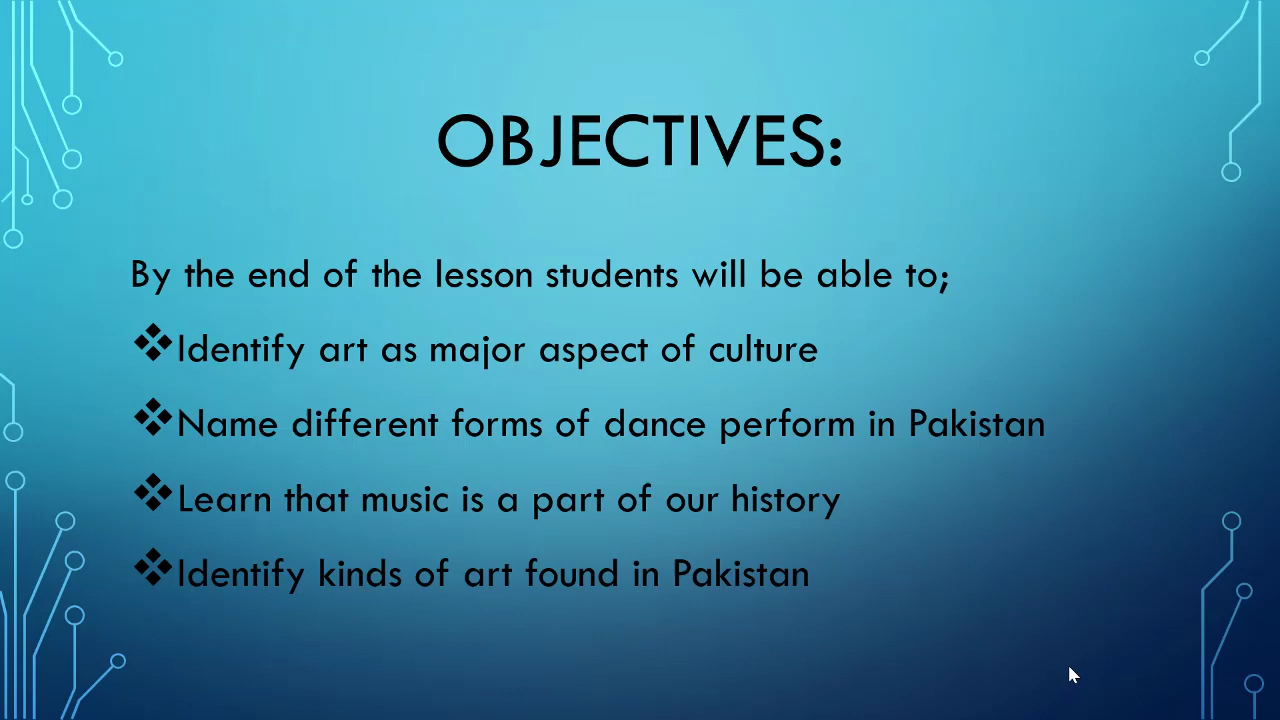 OBJECTIVES:
By the end of the lesson students will be able to;
❖Identify art as major aspect of culture
❖Name different forms of dance perform in Pakistan
❖Learn that music is a part of our history
❖Identify kinds of art found in Pakistan